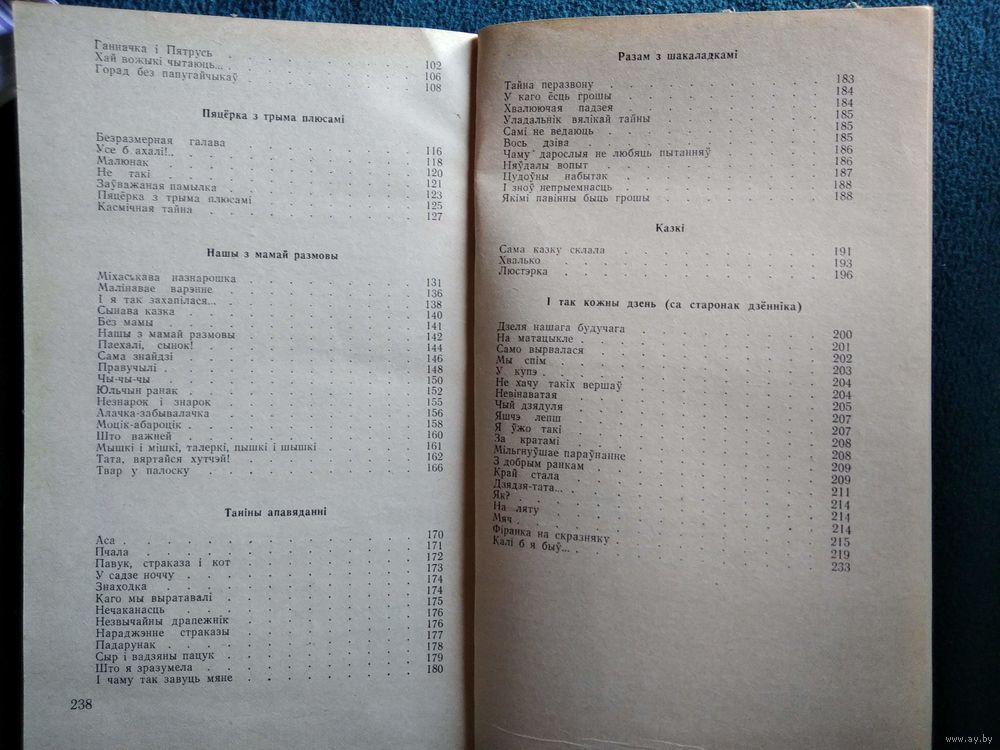 Ганначка і Пятрусь
Хай вожыкі чытаюць... 102
Горад без папугайчыкаў 106
108
Пяцёрка з трыма плюсамі
Безразмерная галава
Усе б ахалі!.. 116
Малюнак 118
Не такі 120
Заўважаная памылка 121
Пяцёрка з трыма плюсамі 123
Касмічная тайна 125
127
Нашы з мамай размовы
Міхаськава назнарошка 131
Малінавае варэнне 136
І я так захапілася... 138
Сынава казка 140
Без мамы 141
Нашы з мамай размовы 142
Паехалі, сынок! 144
Сама знайдзі 146
Правучылі 148
Чы-чы-чы 150
Юльчын ранак 152
Незнарок і знарок 155
Алачка-забывалачка 156
Моцік-абароцік 158
Што важней 160
Мышкі і мішкі, талеркі, пышкі і шышкі 161
Тата, вяртайся хутчэй! 162
Твар у палоску 166
Таніны апавяданні
Аса 170
Пчала 171
Павук, страказа і кот 172
У садзе ноччу 173
Знаходка 174
Каго мы выратавалі 174
Нечаканасць 175
Незвычайны драпежнік 176
Нараджэнне страказы 176
Падарунак 177
Сыр і вадзяны пацук 178
Што я зразумела 179
І чаму так завуць мяне 180
238
Разам з шакаладкамі
Тайна перазвону 183
У каго ёсць грошы 184
Хвалюючая падзея 184
Уладальнік вялікай тайны 185
Самі не ведаюць 185
Вось дзіва 185
Чаму дарослыя не любяць пытанняў 186
Няўдалы вопыт 186
Цудоўны набытак 187
І зноў непрыемнасць 188
Якімі павінны быць грошы 188
Казкі
Сама казку склала 191
Хвалько 193
Люстэрка 196
І так кожны дзень (са старонак дзённіка)
Дзеля нашага будучага 200
На матацыкле 201
Само вырвалася 202
Мы спім 203
У купэ 204
Не хачу такіх вершаў 204
Невінаватая 205
Чый дзядуля 207
Яшчэ лепш 207
Я ўжо такі 208
За кратамі 208
Мільгнуўшае параўнанне 209
З добрым ранкам 209
Край стала 211
Дзядзя-тата... 214
Як? 214
На ляту 214
Мяч 215
Фіранка на скразняку 219
Калі б я быў... 233
www.ay.by